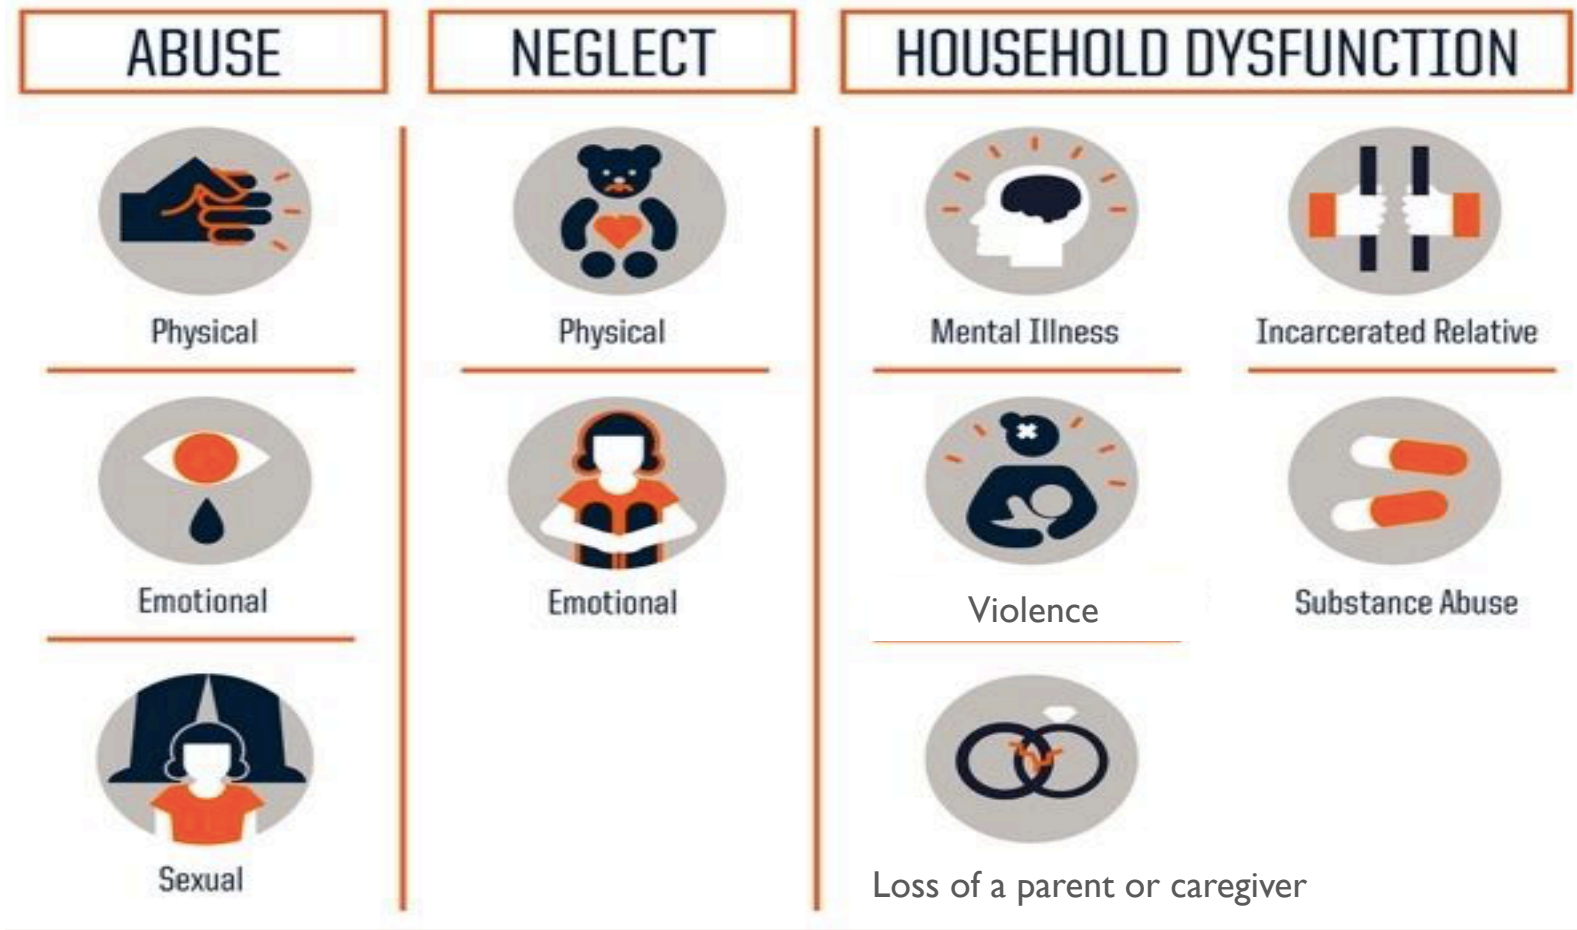 ABUSE
Physical
Emotional
Sexual
NEGLECT
Physical
Emotional
HOUSEHOLD DYSFUNCTION
Mental Illness
Incarcerated Relative
Violence
Substance Abuse
Loss of a parent or caregiver